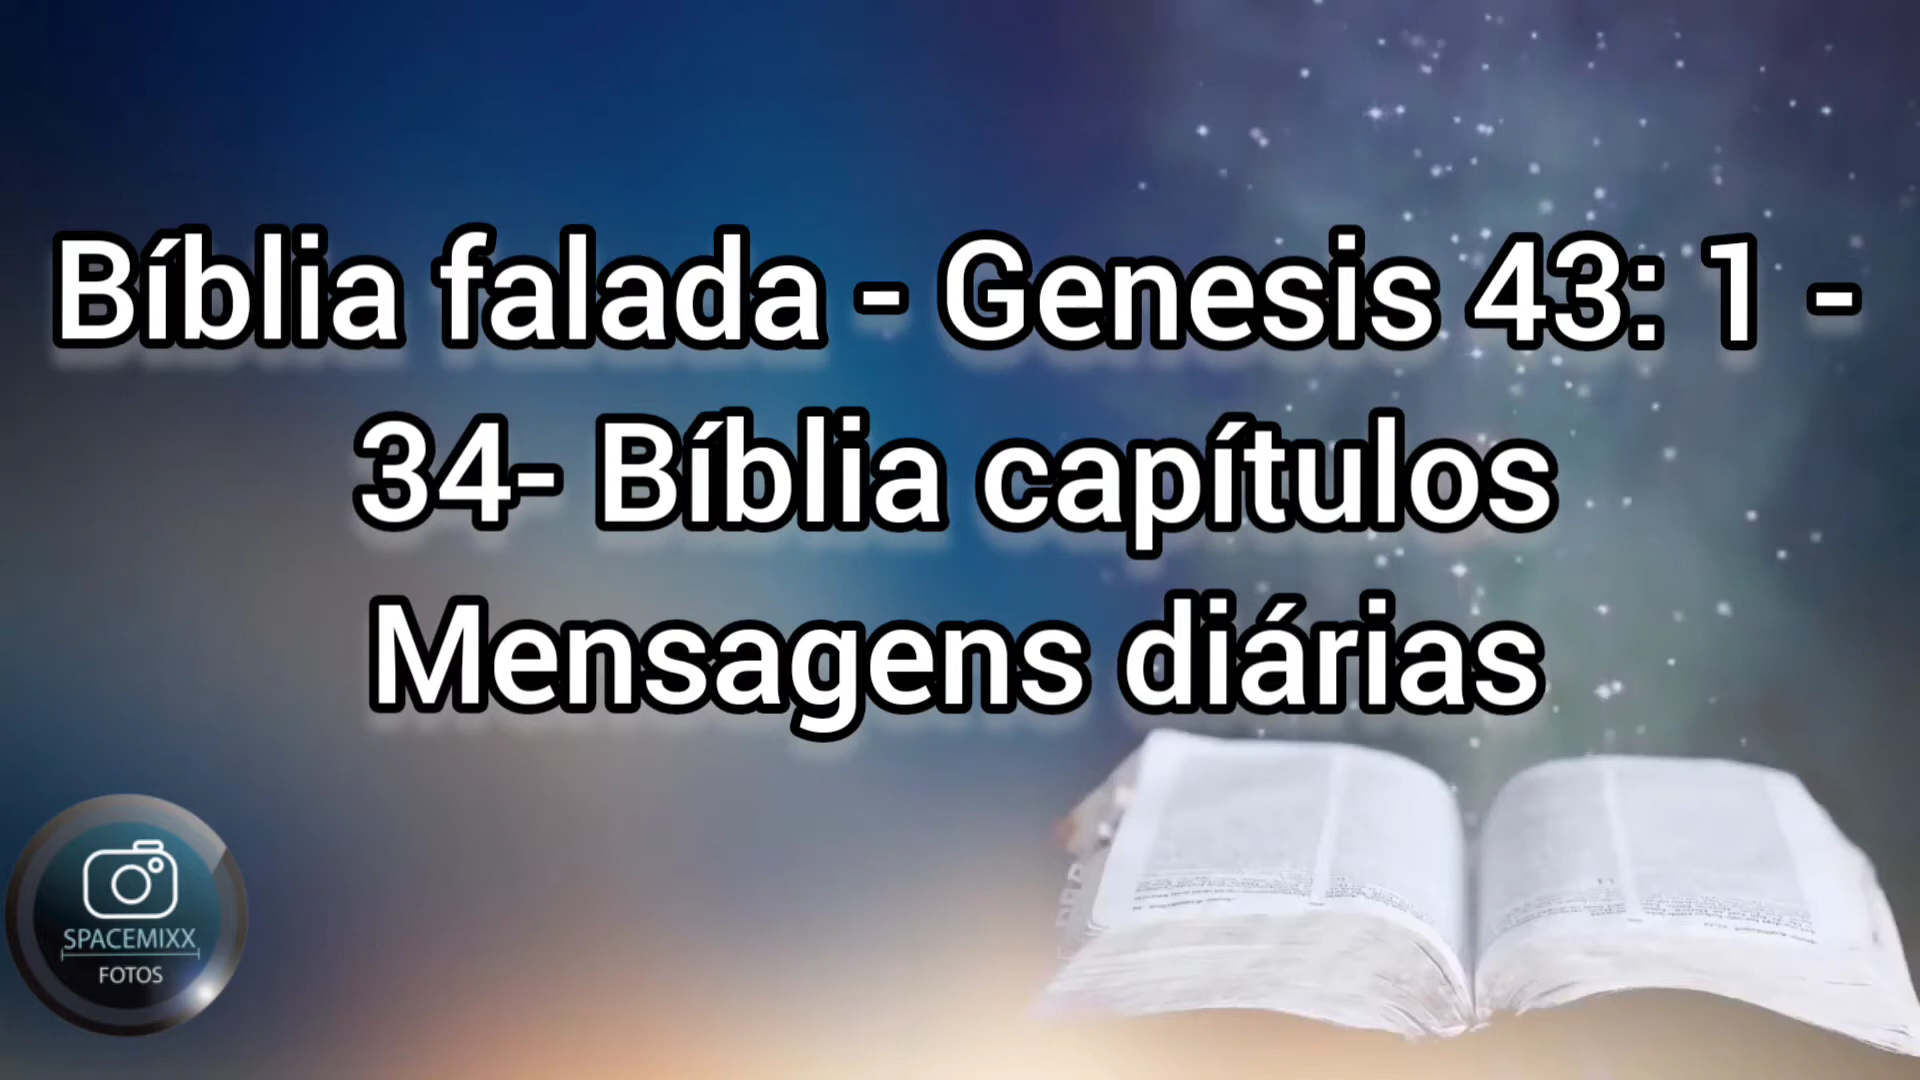 Bíblia falada - Genesis 43: 1 -
34- Bíblia capítulos
Mensagens diárias
SPACEMIXX
FOTOS